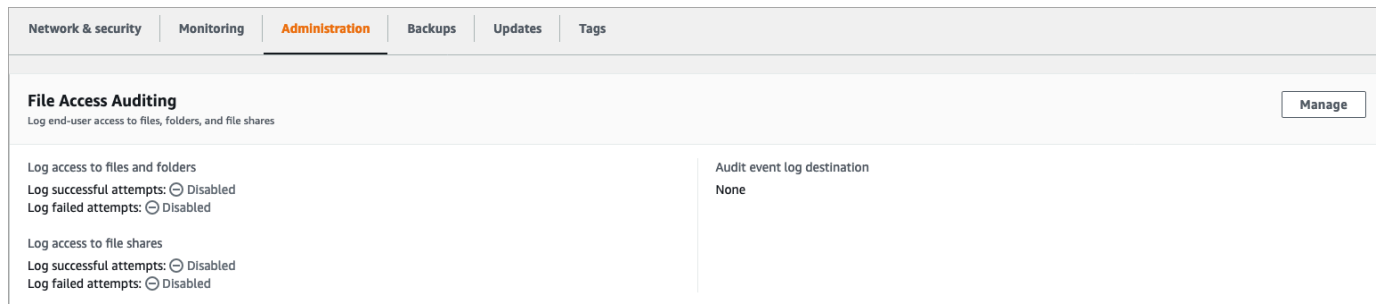 Network & security
Monitoring
Administration
Backups
Updates
Tags
File Access Auditing
Manage
Log end-user access to files, folders, and file shares
Log access to files and folders
Log successful attempts: Disabled
Log failed attempts: Disabled
Log access to file shares
Log successful attempts: Disabled
Log failed attempts: Disabled
Audit event log destination
None